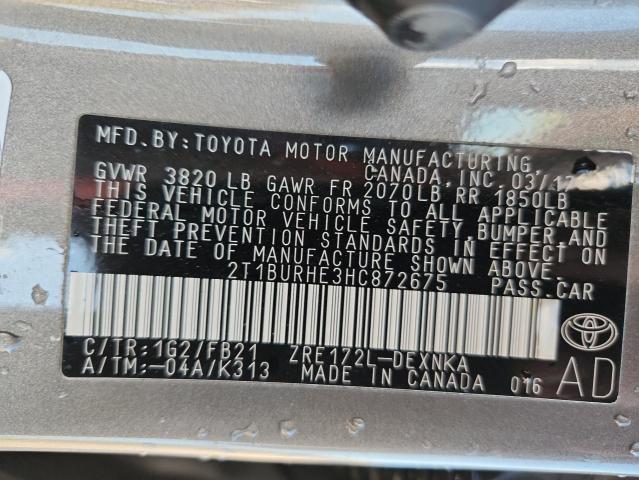 MFD. BY: TOYOTA MOTOR MANUFACTURING,
CANADA, INC. 03/17
GVWR 3820 LB GAWR FR 2070LB RR 1850LB
THIS VEHICLE CONFORMS TO ALL APPLICABLE
FEDERAL MOTOR VEHICLE SAFETY, BUMPER, AND
THEFT PREVENTION STANDARDS IN EFFECT ON
THE DATE OF MANUFACTURE SHOWN ABOVE.
2T1BURHE3HC872675 PASS. CAR
C/TR: 1G2/FB21 ZRE172L-DEXNKA
A/TM: -04A/K313 MADE IN CANADA 016
AD